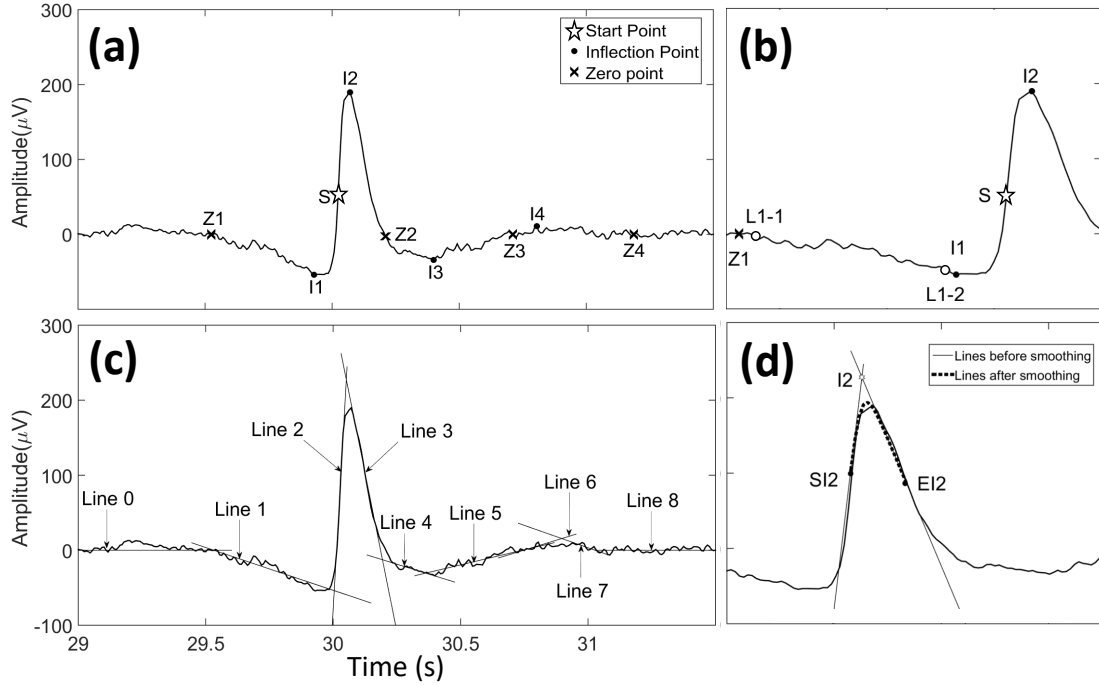 (a)
Amplitude(μV)
300
200
100
0
Start Point
Inflection Point
Zero point
I2
S
Z1
I1
Z2
I3
Z3
I4
Z4
(b)
I2
S
L1-1
Z1
I1
L1-2
(c)
Amplitude(μV)
300
200
100
0
-100
Line 0
Line 1
Line 2
Line 3
Line 4
Line 5
Line 6
Line 7
Line 8
29
29.5
30
30.5
31
Time (s)
(d)
Lines before smoothing
Lines after smoothing
I2
SI2
EI2